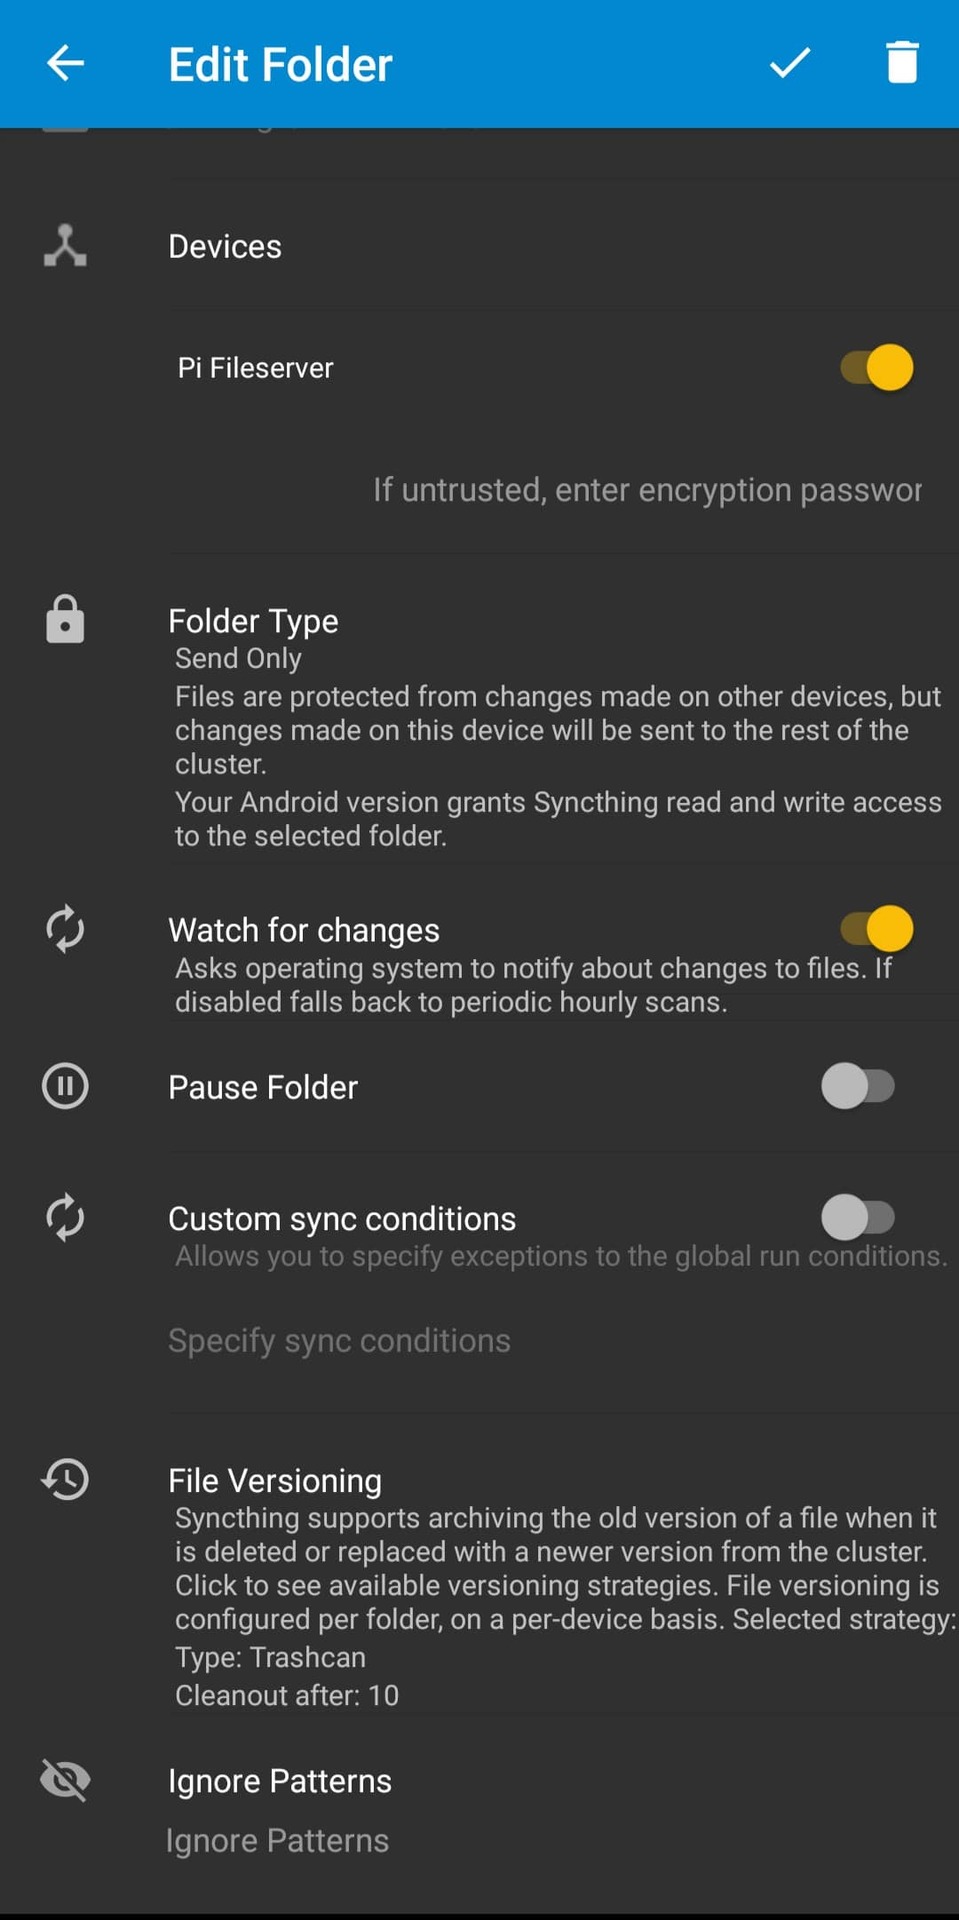 Edit Folder
Devices
Pi Fileserver
If untrusted, enter encryption passwor
Folder Type
Send Only
Files are protected from changes made on other devices, but
changes made on this device will be sent to the rest of the
cluster.
Your Android version grants Syncthing read and write access
to the selected folder.
Watch for changes
Asks operating system to notify about changes to files. If
disabled falls back to periodic hourly scans.
Pause Folder
Custom sync conditions
Allows you to specify exceptions to the global run conditions.
Specify sync conditions
File Versioning
Syncthing supports archiving the old version of a file when it
is deleted or replaced with a newer version from the cluster.
Click to see available versioning strategies. File versioning is
configured per folder, on a per-device basis. Selected strategy:
Type: Trashcan
Cleanout after: 10
Ignore Patterns
Ignore Patterns